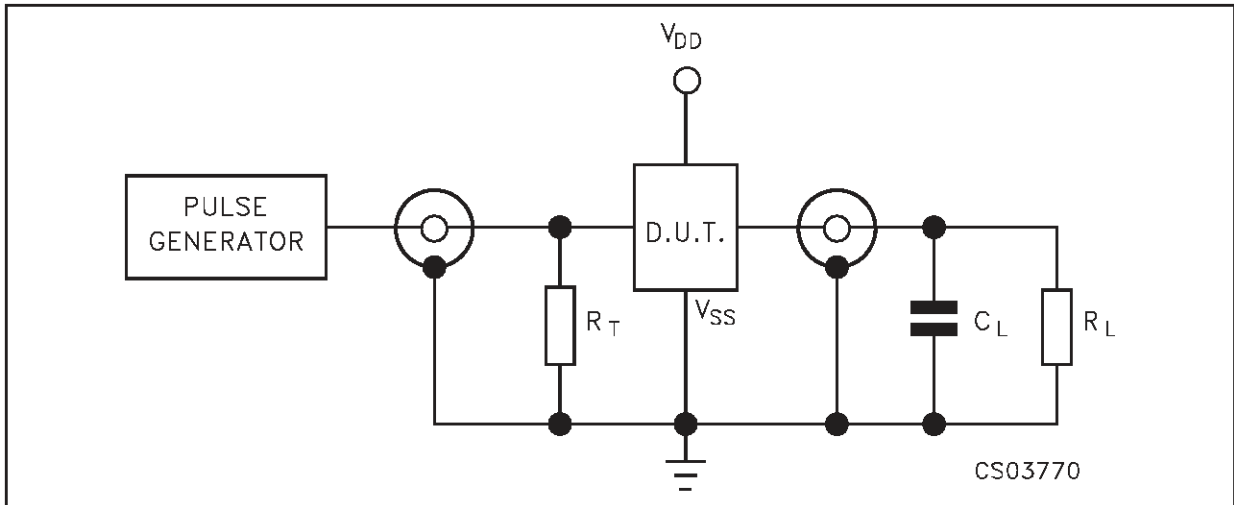 VDD
PULSE
GENERATOR
D.U.T.
VSS
RT
CL
RL
CS03770